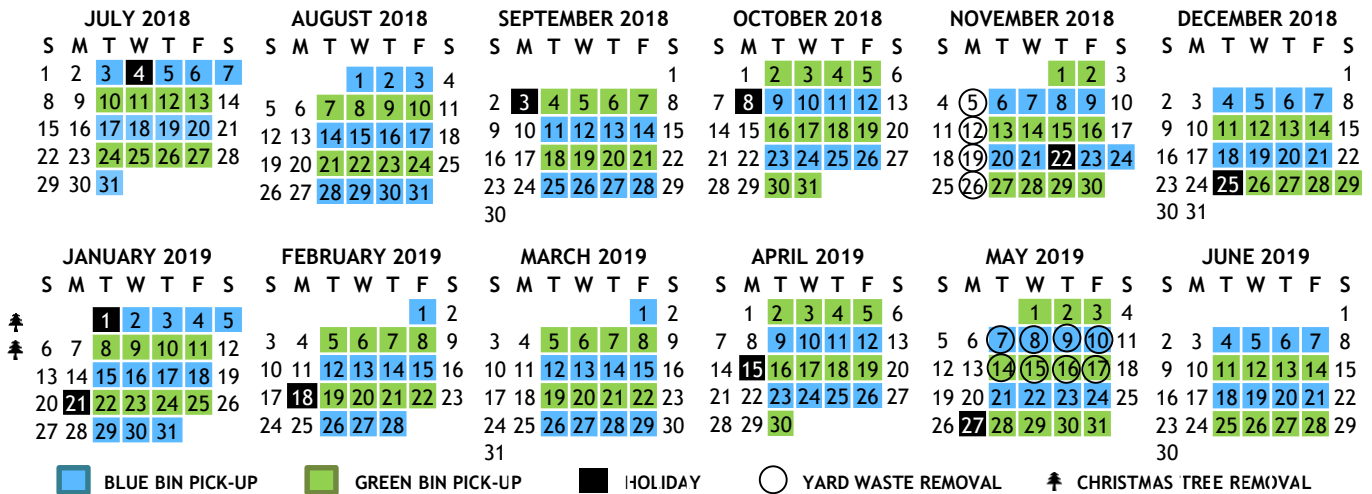 JULY 2018 AUGUST 2018 SEPTEMBER 2018 OCTOBER 2018 NOVEMBER 2018 DECEMBER 2018
S M T W T F S S M T W T F S S M T W T F S S M T W T F S S M T W T F S S M T W T F S
1 2 3 4 5 6 7 1 2 3 4 1 1 2 3 4 5 6 1 2 3 1
8 9 10 11 12 13 14 5 6 7 8 9 10 11 2 3 4 5 6 7 8 7 8 9 10 11 12 13 4 5 6 7 8 9 10 2 3 4 5 6 7 8
15 16 17 18 19 20 21 12 13 14 15 16 17 18 9 10 11 12 13 14 15 14 15 16 17 18 19 20 11 12 13 14 15 16 17 9 10 11 12 13 14 15
22 23 24 25 26 27 28 19 20 21 22 23 24 25 16 17 18 19 20 21 22 21 22 23 24 25 26 27 18 19 20 21 22 23 24 16 17 18 19 20 21 22
29 30 31 26 27 28 29 30 31 23 24 25 26 27 28 29 30 31 25 26 27 28 29 30 23 24 25 26 27 28 29
30 30 31
JANUARY 2019 FEBRUARY 2019 MARCH 2019 APRIL 2019 MAY 2019 JUNE 2019
S M T W T F S S M T W T F S S M T W T F S S M T W T F S S M T W T F S S M T W T F S
1 2 3 4 5 1 2 1 2 1 2 3 4 5 6 1 2 3 4 1
6 7 8 9 10 11 12 3 4 5 6 7 8 9 3 4 5 6 7 8 9 7 8 9 10 11 12 13 5 6 7 8 9 10 11 2 3 4 5 6 7 8
13 14 15 16 17 18 19 10 11 12 13 14 15 16 10 11 12 13 14 15 16 14 15 16 17 18 19 20 12 13 14 15 16 17 18 9 10 11 12 13 14 15
20 21 22 23 24 25 26 17 18 19 20 21 22 23 17 18 19 20 21 22 23 21 22 23 24 25 26 27 19 20 21 22 23 24 25 16 17 18 19 20 21 22
27 28 29 30 31 24 25 26 27 28 24 25 26 27 28 29 30 28 29 30 26 27 28 29 30 31 23 24 25 26 27 28 29
31 30
BLUE BIN PICK-UP GREEN BIN PICK-UP HOLIDAY YARD WASTE REMOVAL CHRISTMAS TREE REMOVAL